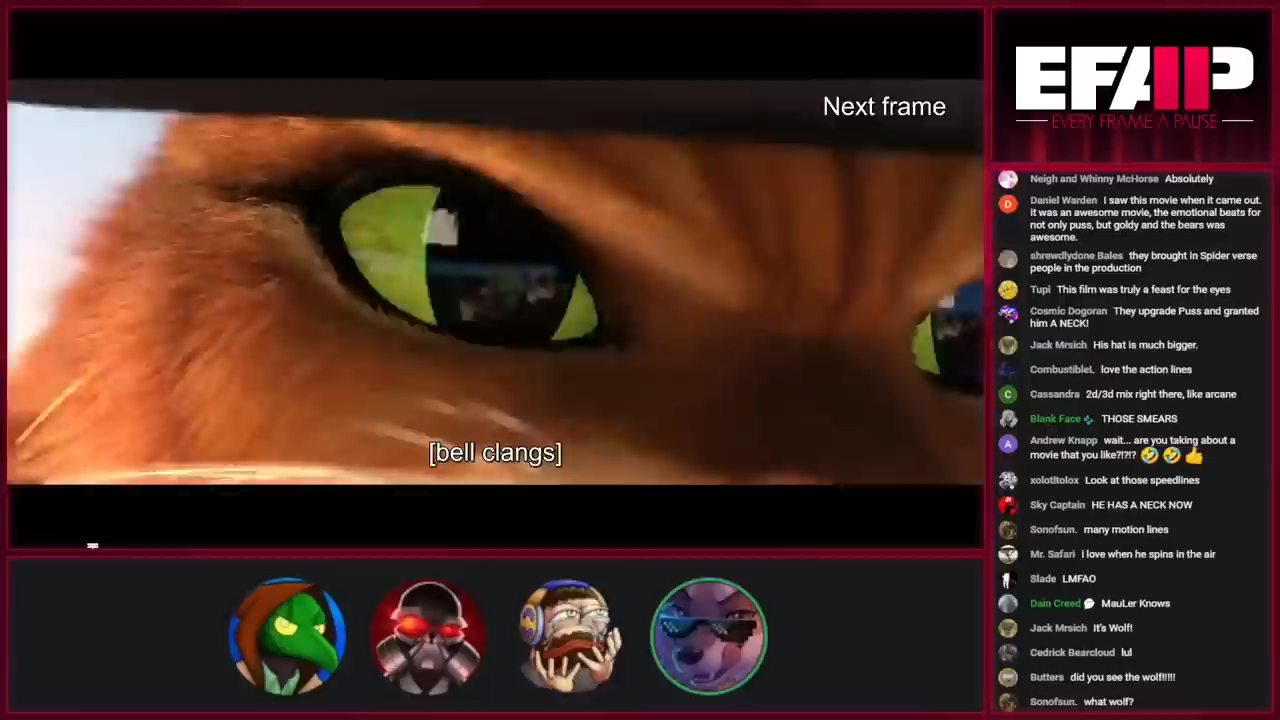 Next frame
[bell clangs]
EFAP
EVERY FRAME A PAUSE
Neigh and Whinny McHorse Absolutely
D
Daniel Warden I saw this movie when it came out.
it was an awesome movie, the emotional beats for
not only puss, but goldy and the bears was
awesome.
shrewdlydone Bales they brought in Spider verse
people in the production
Tupi This film was truly a feast for the eyes
Cosmic Dogoran They upgrade Puss and granted
him A NECK!
Jack Mrsich His hat is much bigger.
CombustibleL love the action lines
C
Cassandra 2d/3d mix right there, like arcane
Blank Face THOSE SMEARS
A
Andrew Knapp wait... are you taking about a
movie that you like?!?!? 🤣 🤣 👍
xolotltolox Look at those speedlines
Sky Captain HE HAS A NECK NOW
Sonofsun. many motion lines
Mr. Safari i love when he spins in the air
Slade LMFAO
Dain Creed MauLer Knows
Jack Mrsich It's Wolf!
Cedrick Bearcloud lul
Butters did you see the wolf!!!!!
Sonofsun. what wolf?